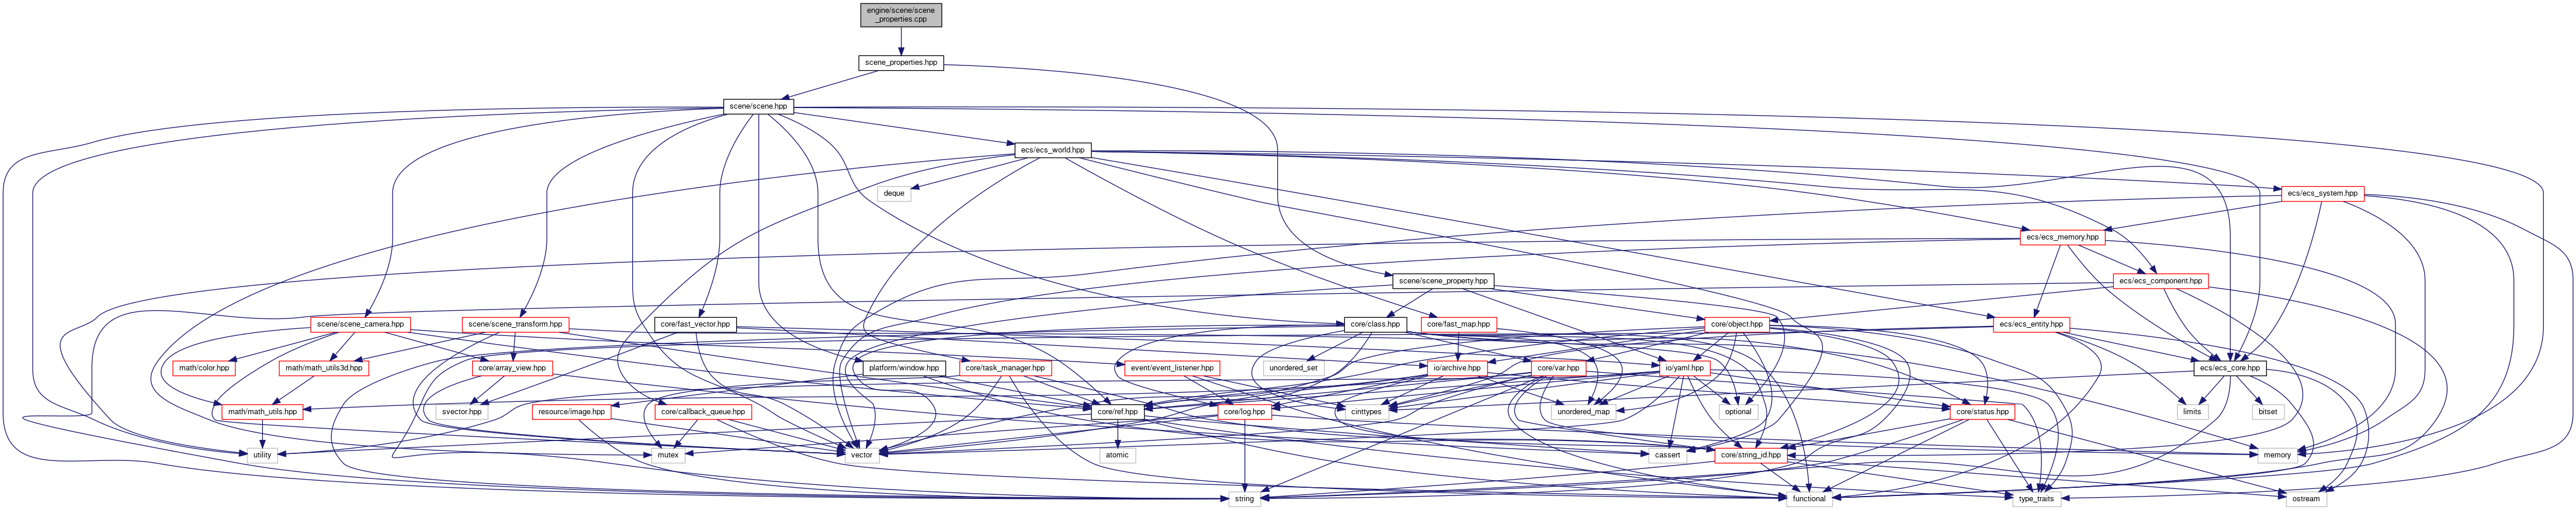 engine/scene/scene
_properties.cpp
scene_properties.hpp
scene/scene.hpp
ecs/ecs_world.hpp
deque
ecs/ecs_system.hpp
ecs/ecs_memory.hpp
scene/scene_property.hpp
ecs/ecs_component.hpp
scene/scene_camera.hpp
scene/scene_transform.hpp
core/fast_vector.hpp
core/class.hpp
core/fast_map.hpp
core/object.hpp
ecs/ecs_entity.hpp
math/color.hpp
math/math_utils3d.hpp
core/array_view.hpp
event/event_listener.hpp
platform/window.hpp
core/task_manager.hpp
unordered_set
io/archive.hpp
core/var.hpp
io/yaml.hpp
ecs/ecs_core.hpp
math/math_utils.hpp
svector.hpp
resource/image.hpp
core/callback_queue.hpp
core/ref.hpp
core/log.hpp
cinttypes
unordered_map
optional
core/status.hpp
limits
bitset
utility
mutex
vector
atomic
cassert
core/string_id.hpp
memory
string
functional
type_traits
ostream